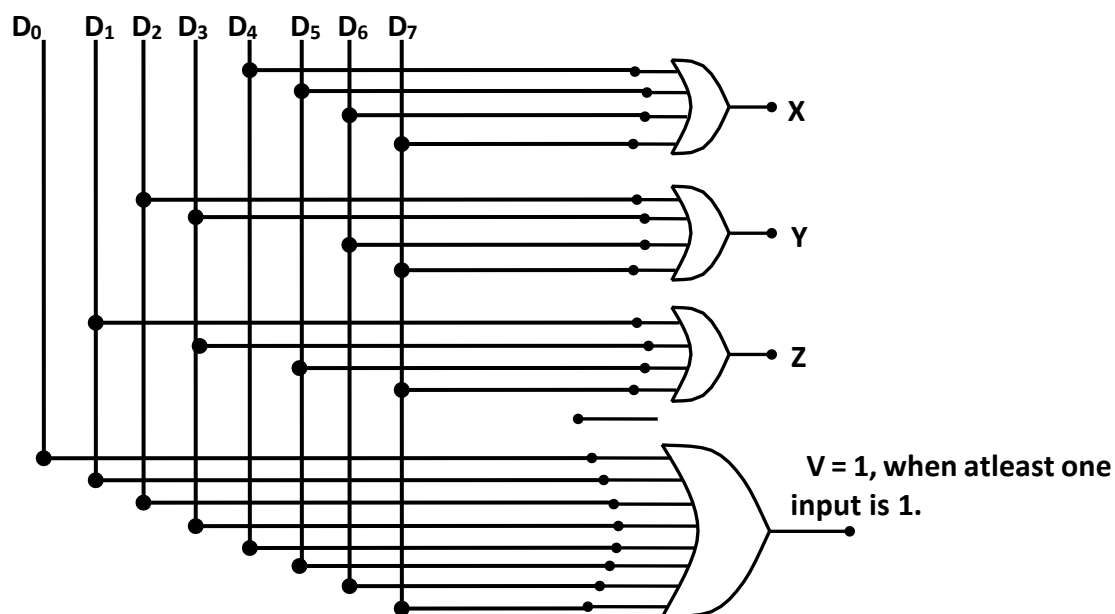 D₀ D₁ D₂ D₃ D₄ D₅ D₆ D₇
X
Y
Z
V = 1, when atleast one
input is 1.